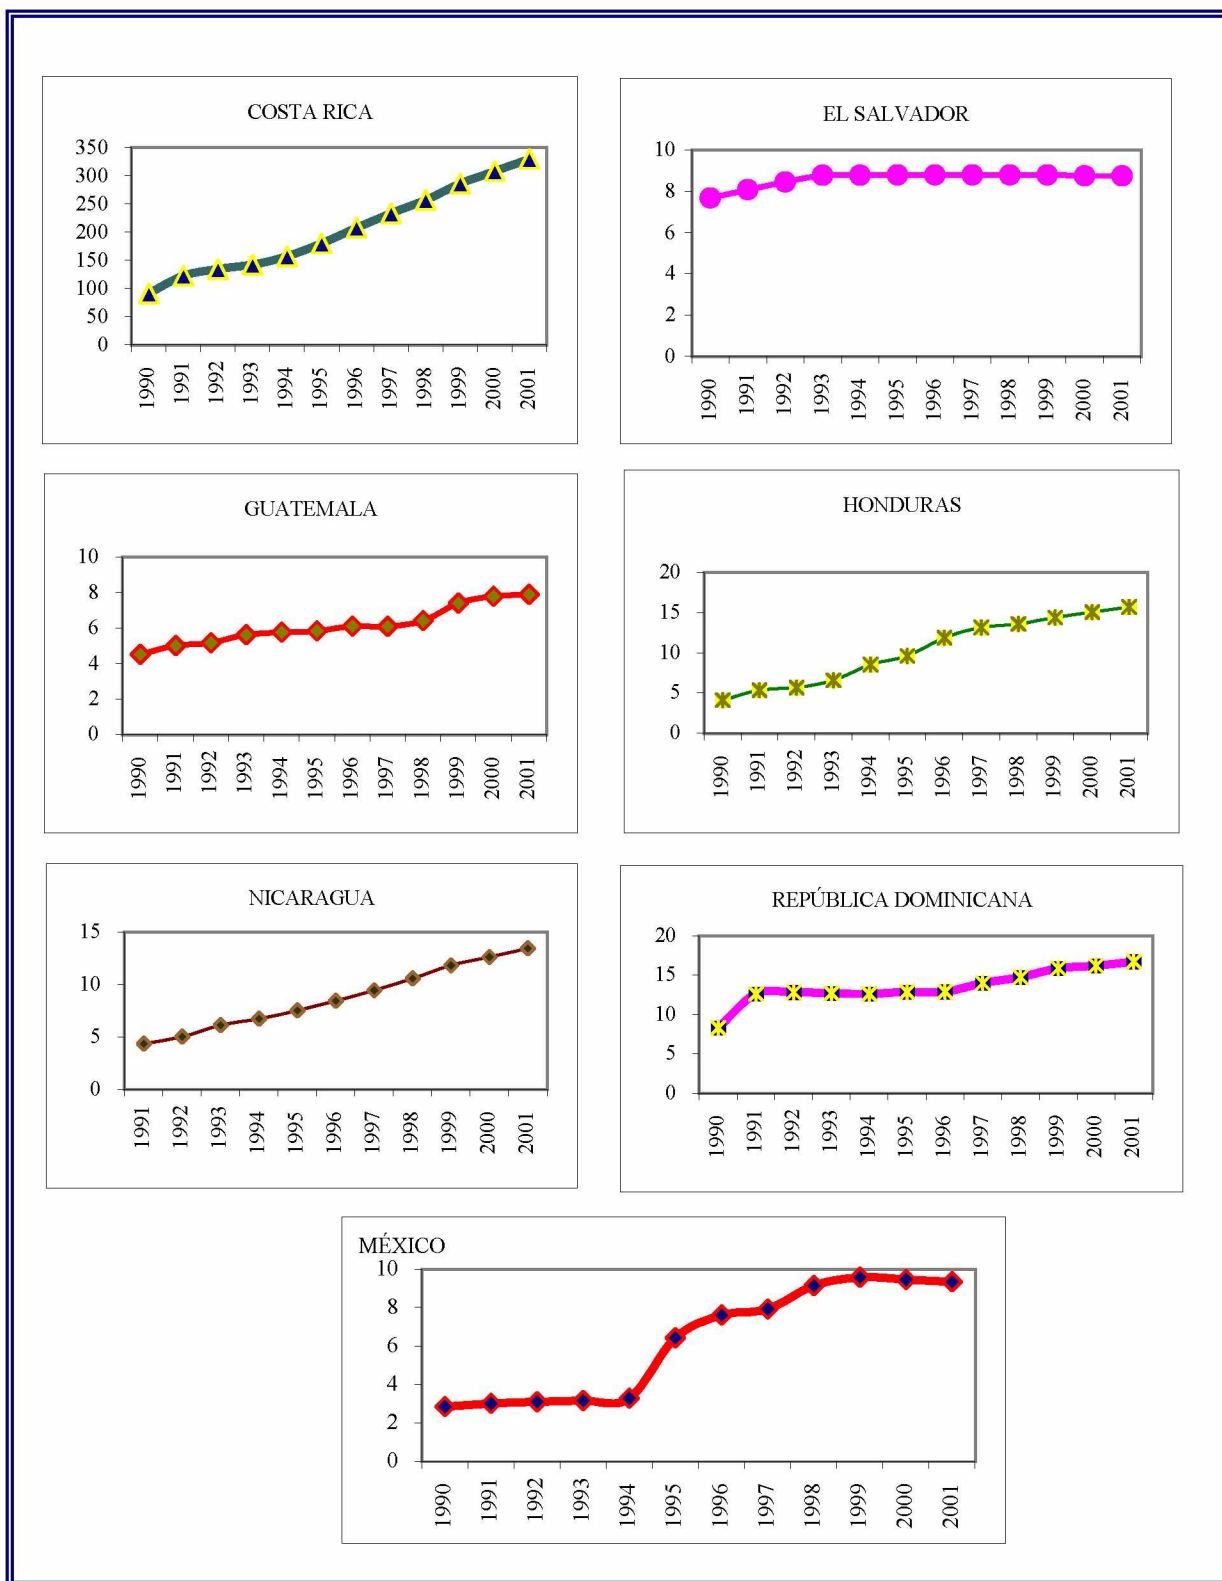 COSTA RICA
350
300
250
200
150
100
50
0
1990 1991 1992 1993 1994 1995 1996 1997 1998 1999 2000 2001
EL SALVADOR
10
8
6
4
2
0
1990 1991 1992 1993 1994 1995 1996 1997 1998 1999 2000 2001
GUATEMALA
10
8
6
4
2
0
1990 1991 1992 1993 1994 1995 1996 1997 1998 1999 2000 2001
HONDURAS
20
15
10
5
0
1990 1991 1992 1993 1994 1995 1996 1997 1998 1999 2000 2001
NICARAGUA
15
10
5
0
1991 1992 1993 1994 1995 1996 1997 1998 1999 2000 2001
REPÚBLICA DOMINICANA
20
15
10
5
0
1990 1991 1992 1993 1994 1995 1996 1997 1998 1999 2000 2001
MÉXICO
10
8
6
4
2
0
1990 1991 1992 1993 1994 1995 1996 1997 1998 1999 2000 2001